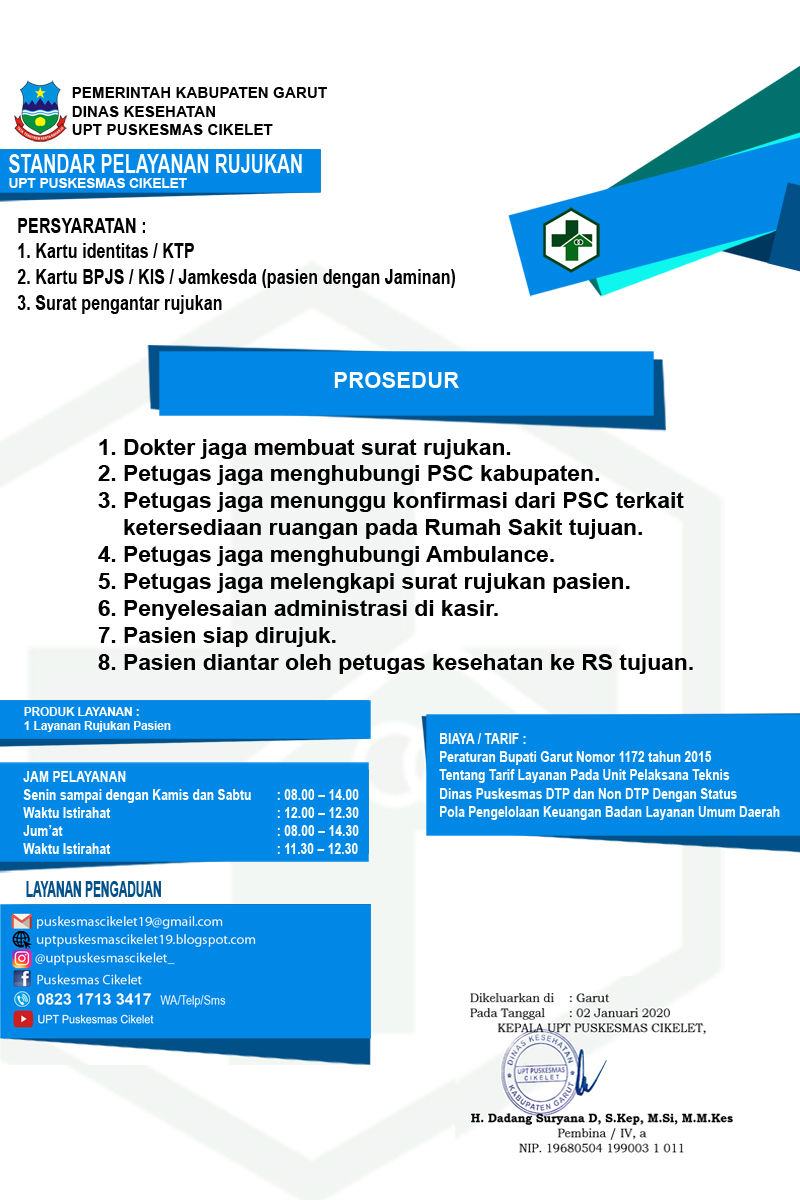 PEMERINTAH KABUPATEN GARUT
DINAS KESEHATAN
UPT PUSKESMAS CIKELET
STANDAR PELAYANAN RUJUKAN
UPT PUSKESMAS CIKELET
PERSYARATAN :
1. Kartu identitas / KTP
2. Kartu BPJS / KIS / Jamkesda (pasien dengan Jaminan)
3. Surat pengantar rujukan
PROSEDUR
1. Dokter jaga membuat surat rujukan.
2. Petugas jaga menghubungi PSC kabupaten.
3. Petugas jaga menunggu konfirmasi dari PSC terkait
ketersediaan ruangan pada Rumah Sakit tujuan.
4. Petugas jaga menghubungi Ambulance.
5. Petugas jaga melengkapi surat rujukan pasien.
6. Penyelesaian administrasi di kasir.
7. Pasien siap dirujuk.
8. Pasien diantar oleh petugas kesehatan ke RS tujuan.
PRODUK LAYANAN :
1 Layanan Rujukan Pasien
JAM PELAYANAN
Senin sampai dengan Kamis dan Sabtu : 08.00 – 14.00
Waktu Istirahat : 12.00 – 12.30
Jum’at : 08.00 – 14.30
Waktu Istirahat : 11.30 – 12.30
BIAYA / TARIF :
Peraturan Bupati Garut Nomor 1172 tahun 2015
Tentang Tarif Layanan Pada Unit Pelaksana Teknis
Dinas Puskesmas DTP dan Non DTP Dengan Status
Pola Pengelolaan Keuangan Badan Layanan Umum Daerah
LAYANAN PENGADUAN
puskesmascikelet19@gmail.com
uptpuskesmascikelet19.blogspot.com
@uptpuskesmascikelet_
Puskesmas Cikelet
0823 1713 3417 WA/Telp/Sms
UPT Puskesmas Cikelet
Dikeluarkan di : Garut
Pada Tanggal : 02 Januari 2020
KEPALA UPT PUSKESMAS CIKELET,
DINAS KESEHATAN
UPT PUSKESMAS
CIKELET
KABUPATEN GARUT
H. Dadang Suryana D, S.Kep, M.Si, M.M.Kes
Pembina / IV, a
NIP. 19680504 199003 1 011